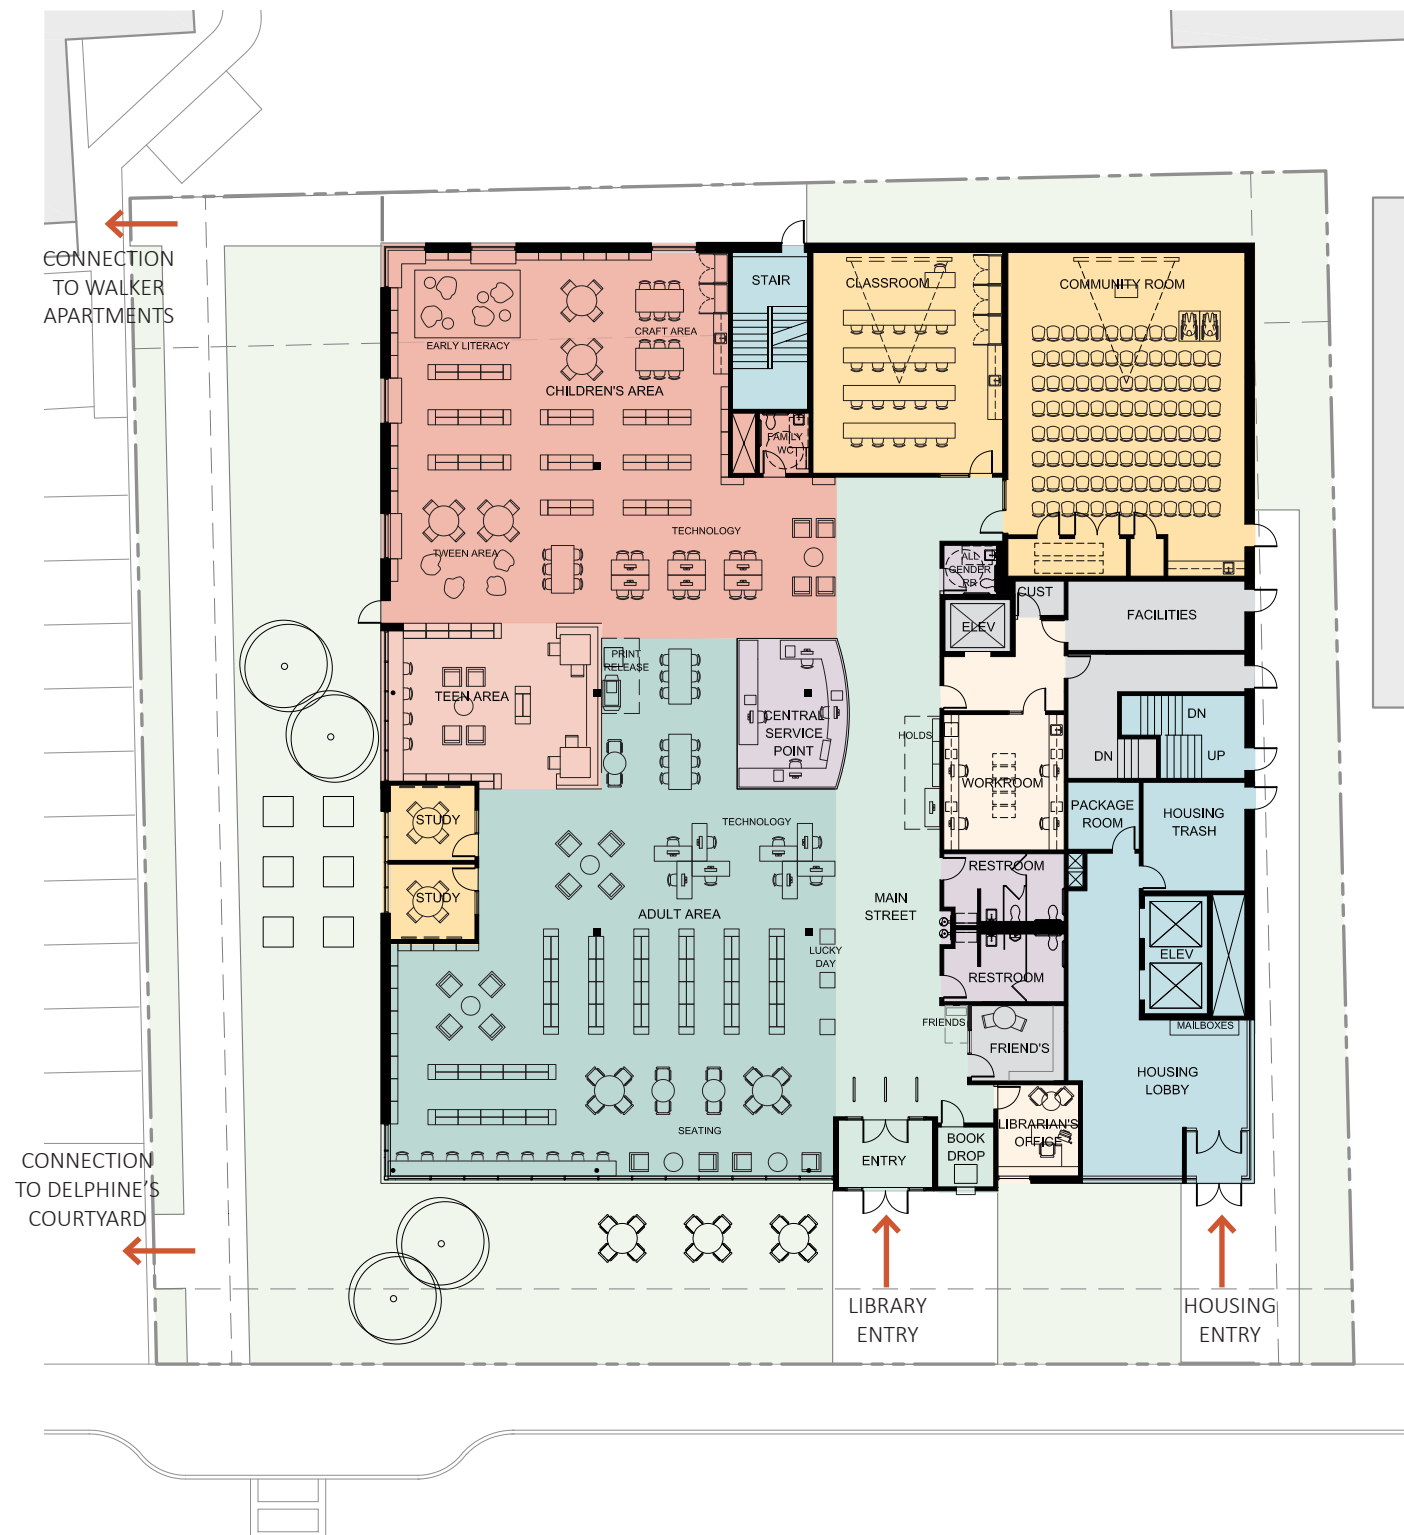 CONNECTION
TO WALKER
APARTMENTS
STAIR
CLASSROOM
COMMUNITY ROOM
CRAFT AREA
EARLY LITERACY
CHILDREN'S AREA
FAMILY
WC
TECHNOLOGY
TWEEN AREA
ALL
GENDER
RR
CUST
ELEV
FACILITIES
PRINT
RELEASE
TEEN AREA
CENTRAL
SERVICE
POINT
HOLDS
DN
DN
UP
WORKROOM
PACKAGE
ROOM
HOUSING
TRASH
STUDY
TECHNOLOGY
RESTROOM
STUDY
ADULT AREA
MAIN
STREET
LUCKY
DAY
ELEV
RESTROOM
FRIENDS
MAILBOXES
FRIEND'S
HOUSING
LOBBY
SEATING
LIBRARIAN'S
OFFICE
BOOK
DROP
ENTRY
CONNECTION
TO DELPHINE'S
COURTYARD
LIBRARY
ENTRY
HOUSING
ENTRY